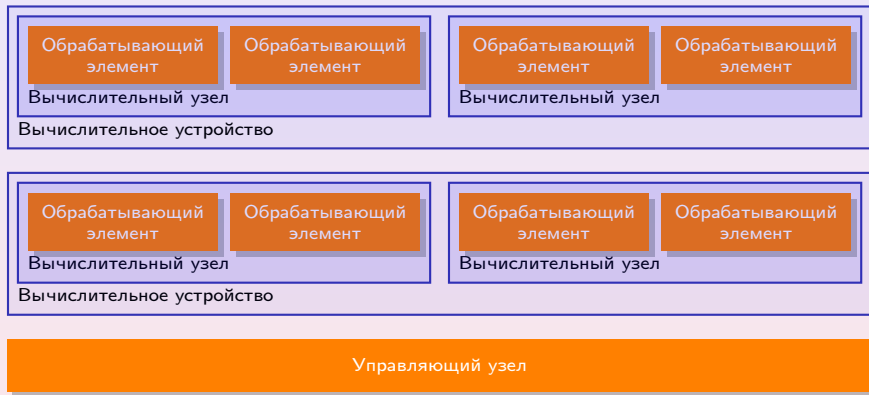 Обрабатывающий Обрабатывающий Обрабатывающий Обрабатывающий
элемент элемент элемент элемент
Вычислительный узел Вычислительный узел
Вычислительное устройство
Обрабатывающий Обрабатывающий Обрабатывающий Обрабатывающий
элемент элемент элемент элемент
Вычислительный узел Вычислительный узел
Вычислительное устройство
Управляющий узел